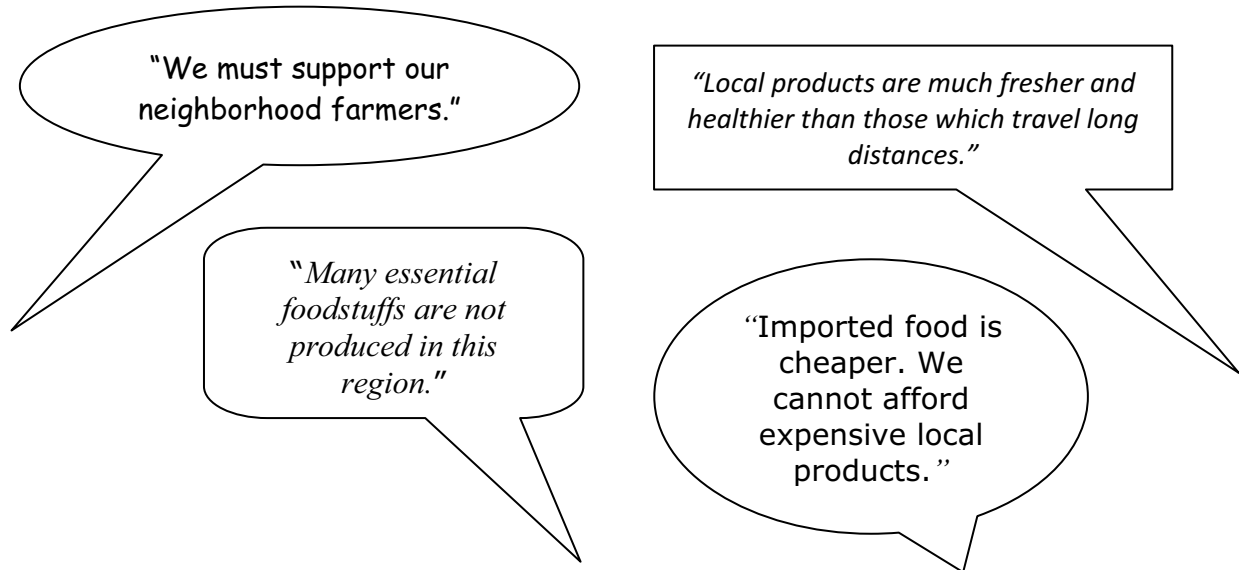 “We must support our
neighborhood farmers.”
“Local products are much fresher and
healthier than those which travel long
distances.”
“Many essential
foodstuffs are not
produced in this
region.”
“Imported food is
cheaper. We
cannot afford
expensive local
products.”